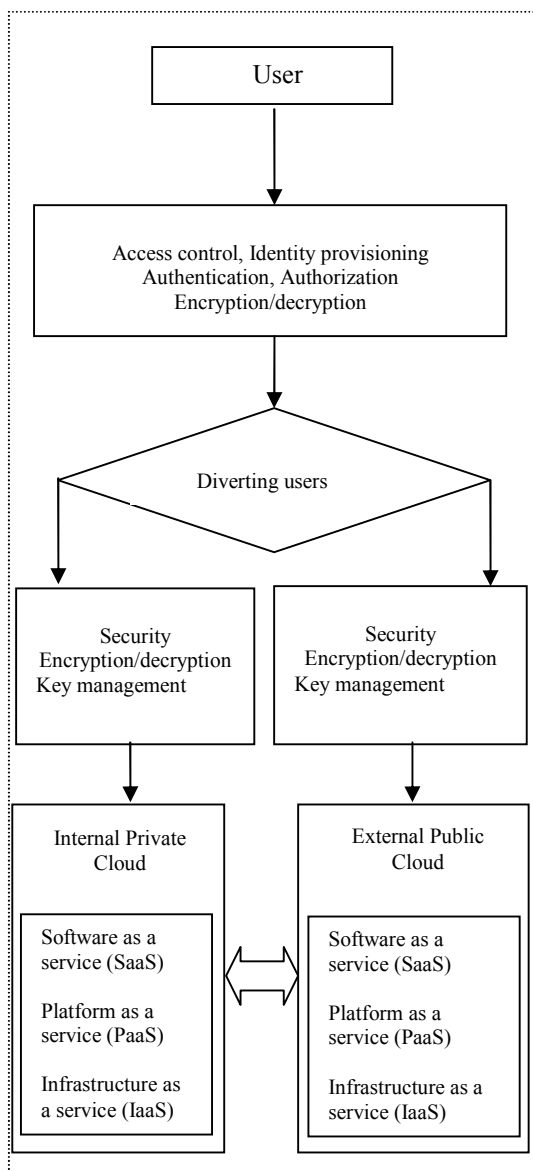 User
Access control, Identity provisioning
Authentication, Authorization
Encryption/decryption
Diverting users
Security
Encryption/decryption
Key management
Security
Encryption/decryption
Key management
Internal Private
Cloud
Software as a
service (SaaS)
Platform as a
service (PaaS)
Infrastructure as
a service (IaaS)
External Public
Cloud
Software as a
service (SaaS)
Platform as a
service (PaaS)
Infrastructure as a
service (IaaS)